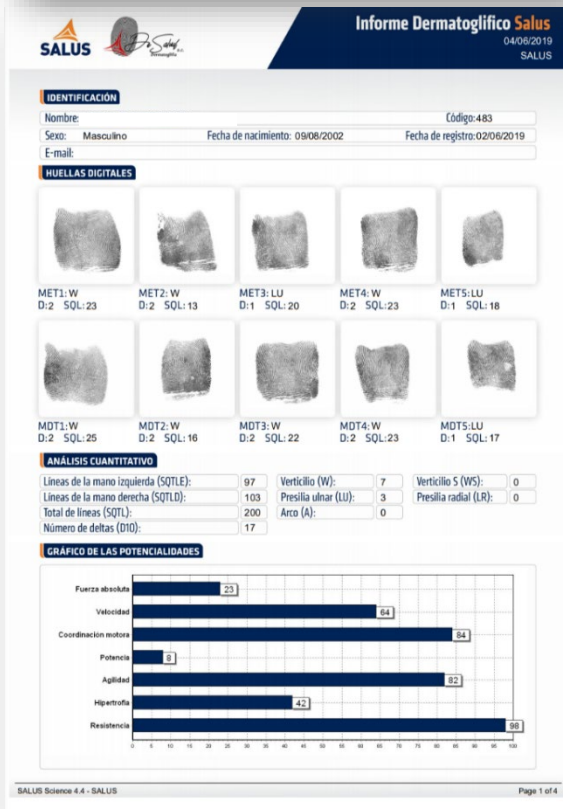 Informe Dermatoglifico Salus
04/06/2019
SALUS
SALUS
Dr. Salud
IDENTIFICACIÓN
Nombre: Código:483
Sexo: Masculino Fecha de nacimiento: 09/08/2002 Fecha de registro:02/06/2019
E-mail:
HUELLAS DIGITALES
MET1: W MET2: W MET3: LU MET4: W MET5:LU
D:2 SQL:23 D:2 SQL:13 D:1 SQL:20 D:2 SQL:23 D:1 SQL:18
MDT1:W MDT2: W MDT3: W MDT4: W MDT5:LU
D:2 SQL:25 D:2 SQL:16 D:2 SQL:22 D:2 SQL:23 D:1 SQL:17
ANÁLISIS CUANTITATIVO
Líneas de la mano izquierda (SQTLE): 97 Verticilio (W): 7 Verticilio S (WS): 0
Líneas de la mano derecha (SQTLD): 103 Presilia ulnar (LU): 3 Presilia radial (LR): 0
Total de líneas (SQTL): 200 Arco (A): 0
Número de deltas (D10): 17
GRÁFICO DE LAS POTENCIALIDADES
Fuerza absoluta 23
Velocidad 64
Coordinacion motora 84
Potencia 8
Agilidad 82
Hipertrofia 42
Resistencia 98
0 5 10 15 20 25 30 35 40 45 50 55 60 65 70 75 80 85 90 95 100
SALUS Science 4.4 - SALUS Page 1 of 4